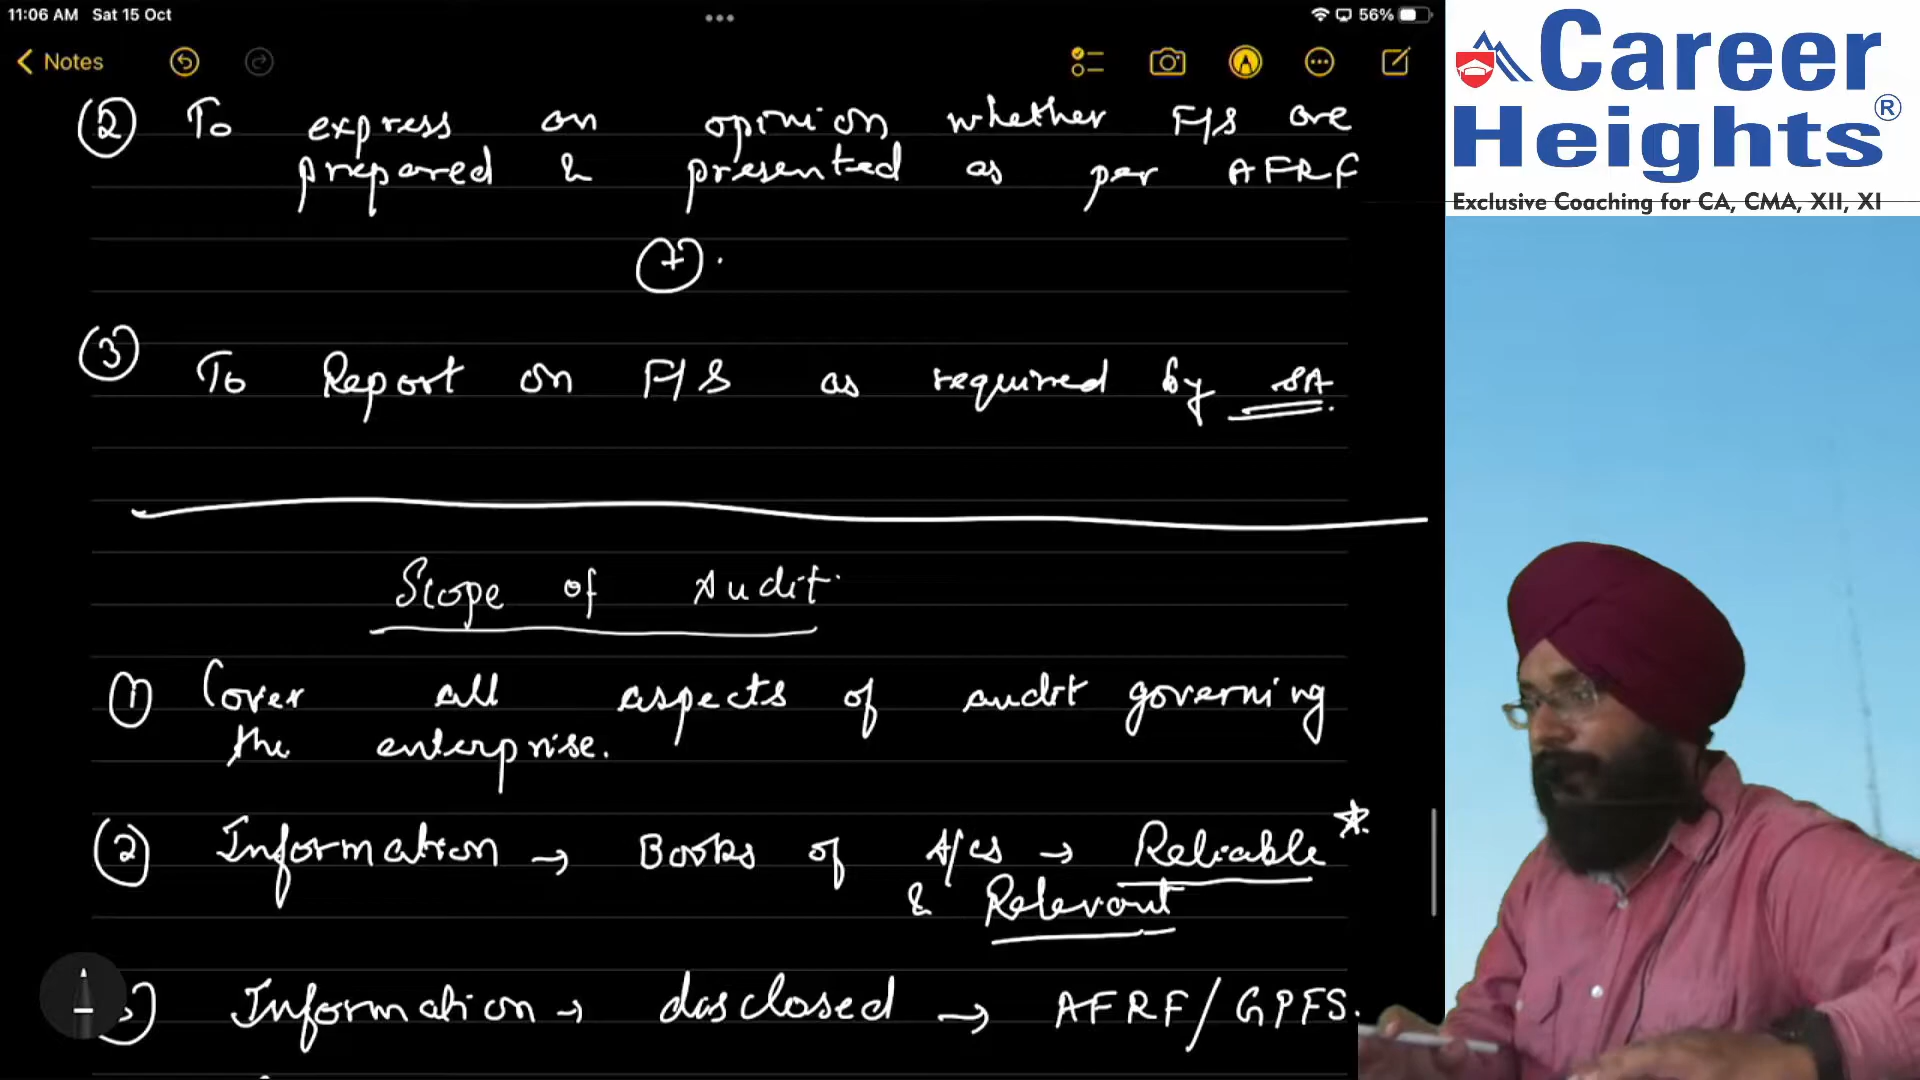 11:06 AM Sat 15 Oct
56%
Notes
Career
Heights®
Exclusive Coaching for CA, CMA, XII, XI
② To express an opinion whether F/S are
prepared & presented as per AFRF
③ To Report on F/S as required by SA.
Scope of Audit.
① Cover all aspects of audit governing
the enterprise.
② Information → Books of A/cs → Reliable *
& Relevant
Information → disclosed → AFRF/GPFS.